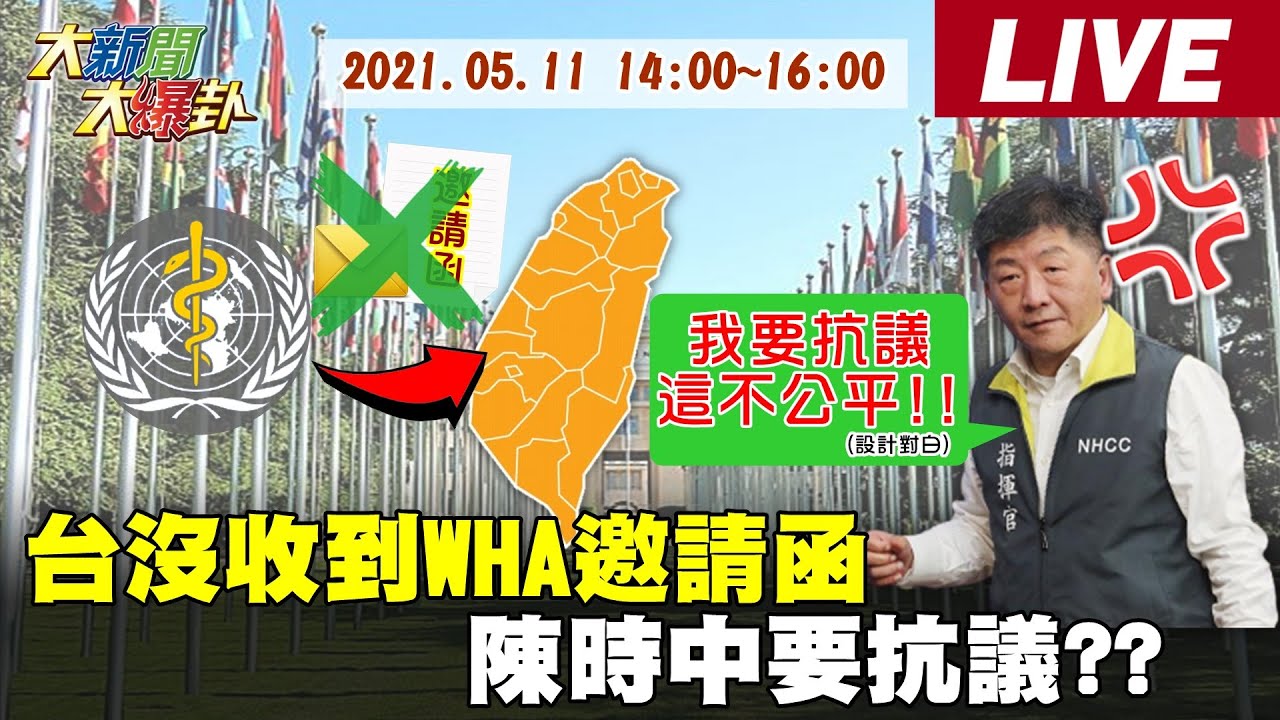 大新聞
大爆卦
2021.05.11 14:00~16:00
LIVE
邀請函
我要抗議
這不公平!!
(設計對白)
NHCC
指揮官
台沒收到WHA邀請函
陳時中要抗議??